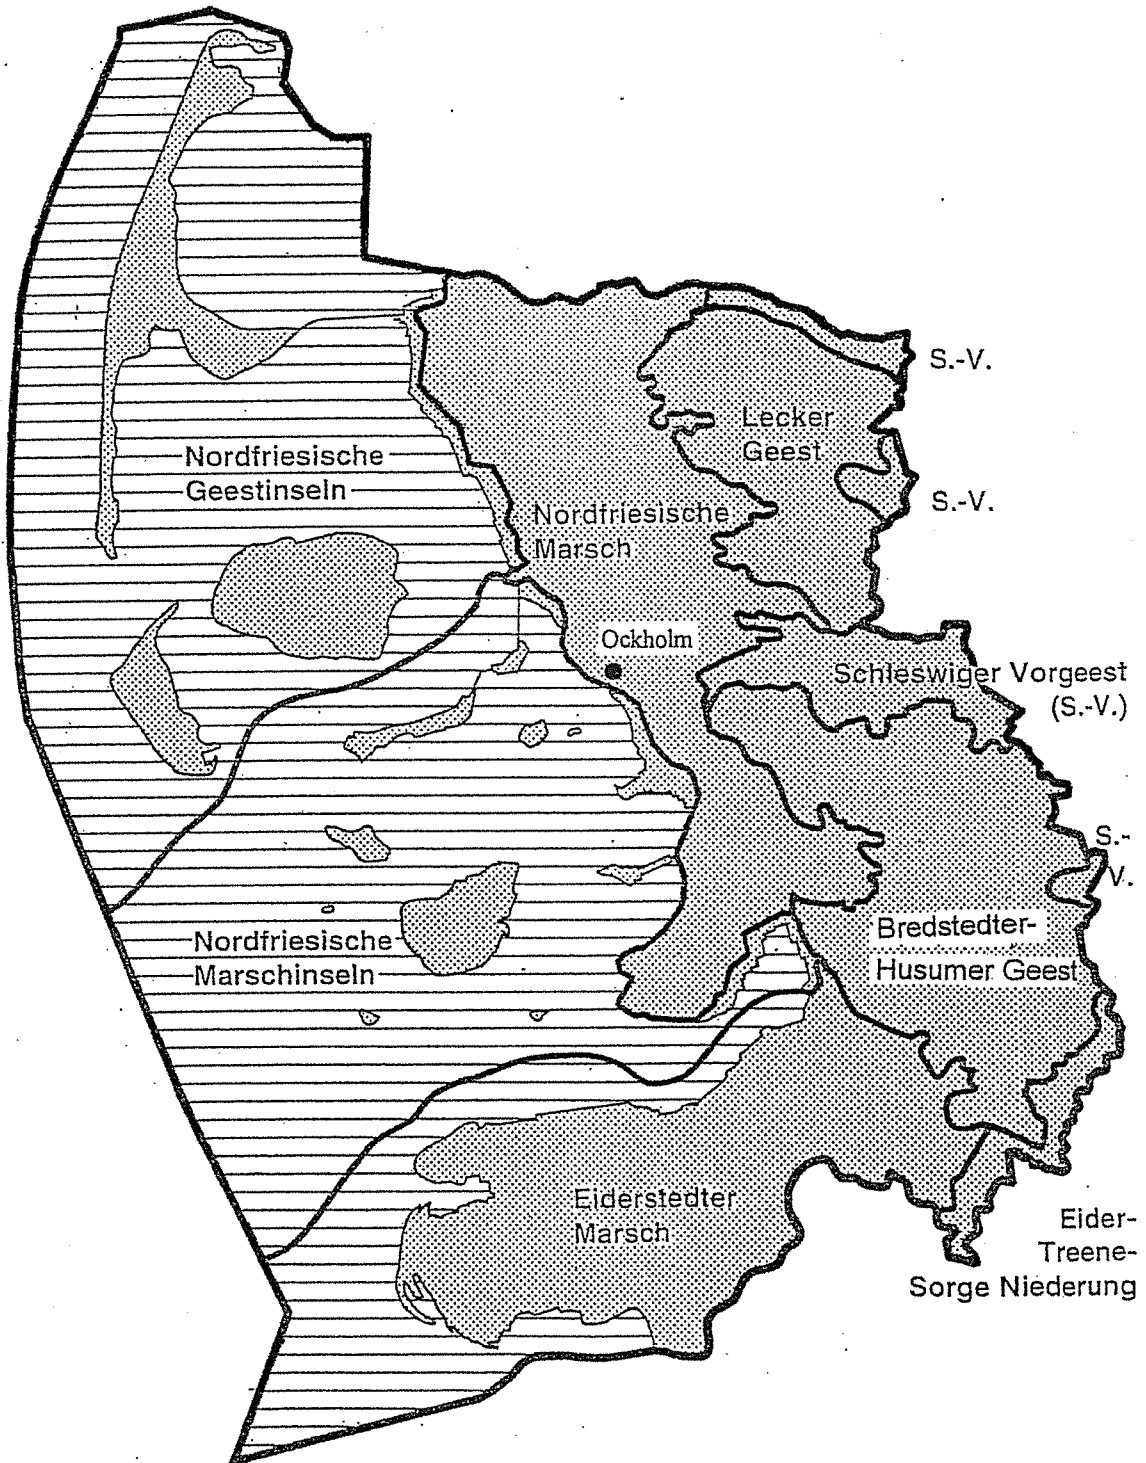 S.-V.
Lecker
Geest
Nordfriesische
Geestinseln
S.-V.
Nordfriesische
Marsch
Ockholm
Schleswiger Vorgeest
(S.-V.)
S.-
V.
Bredstedter-
Husumer Geest
Nordfriesische
Marschinseln
Eiderstedter
Marsch
Eider-
Treene-
Sorge Niederung